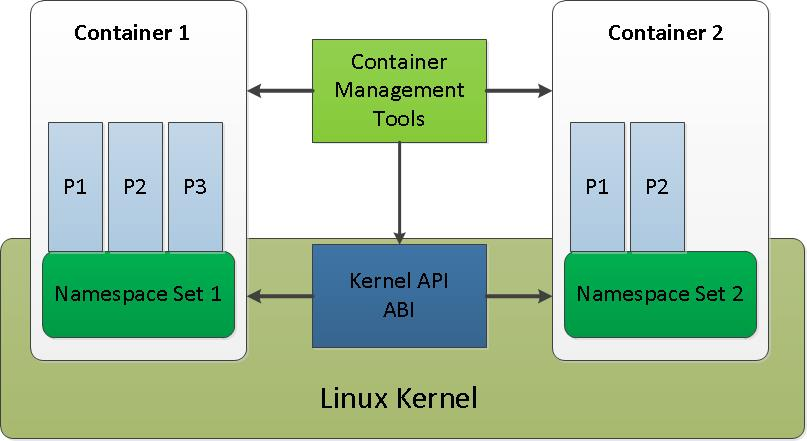 Container 1
Container
Management
Tools
Container 2
P1
P2
P3
P1
P2
Namespace Set 1
Kernel API
ABI
Namespace Set 2
Linux Kernel